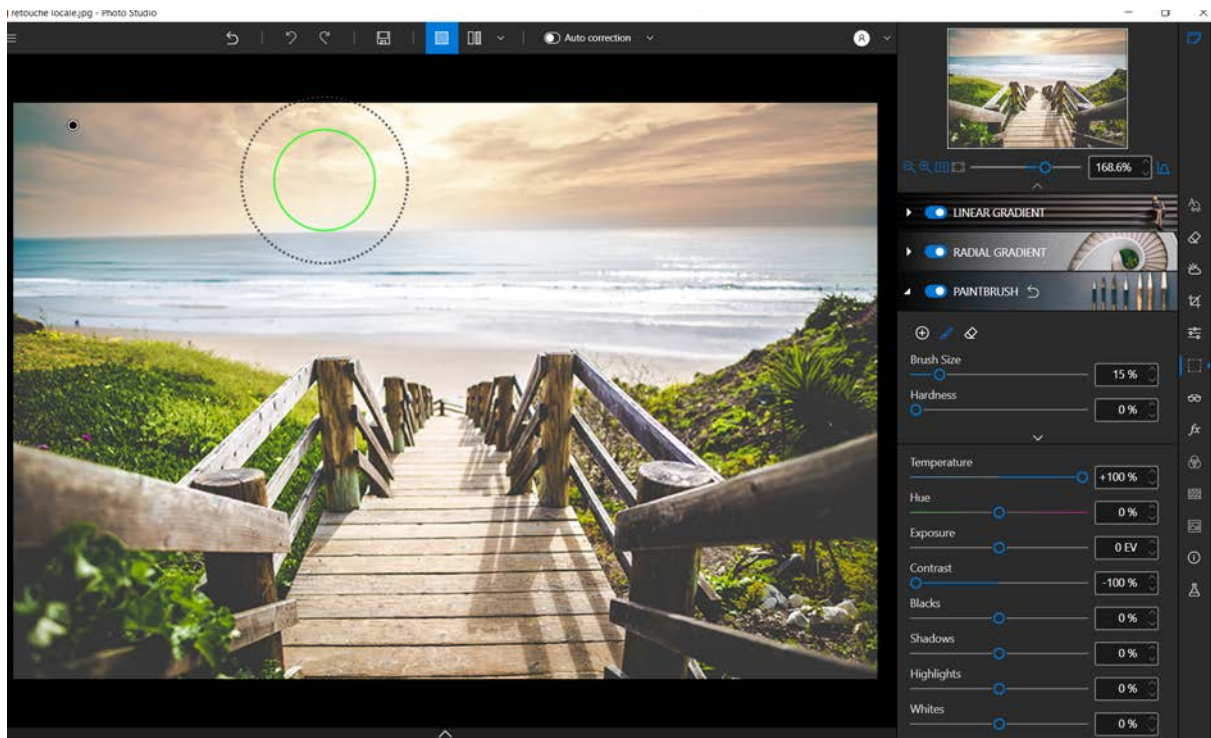 retouche locale.jpg - Photo Studio
Auto correction
168.6%
LINEAR GRADIENT
RADIAL GRADIENT
PAINTBRUSH
Brush Size
15 %
Hardness
0 %
Temperature
+100 %
Hue
0 %
Exposure
0 EV
Contrast
-100 %
Blacks
0 %
Shadows
0 %
Highlights
0 %
Whites
0 %